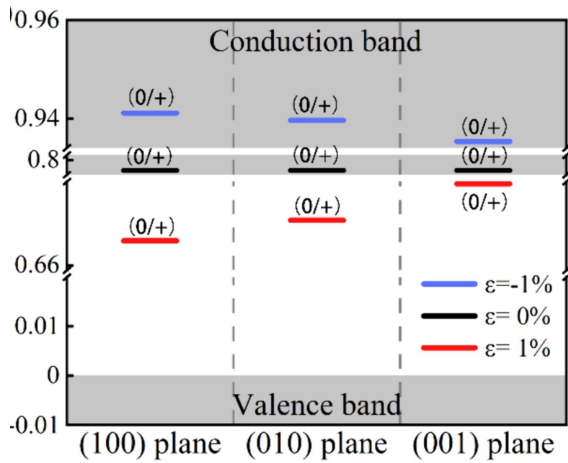 )
0.96
Conduction band
(0/+) (0/+) (0/+)
0.94
0.8 (0/+) (0/+) (0/+)
(0/+) (0/+) (0/+)
0.66
ε=-1%
0.01 ε= 0%
ε= 1%
0
Valence band
-0.01
(100) plane (010) plane (001) plane